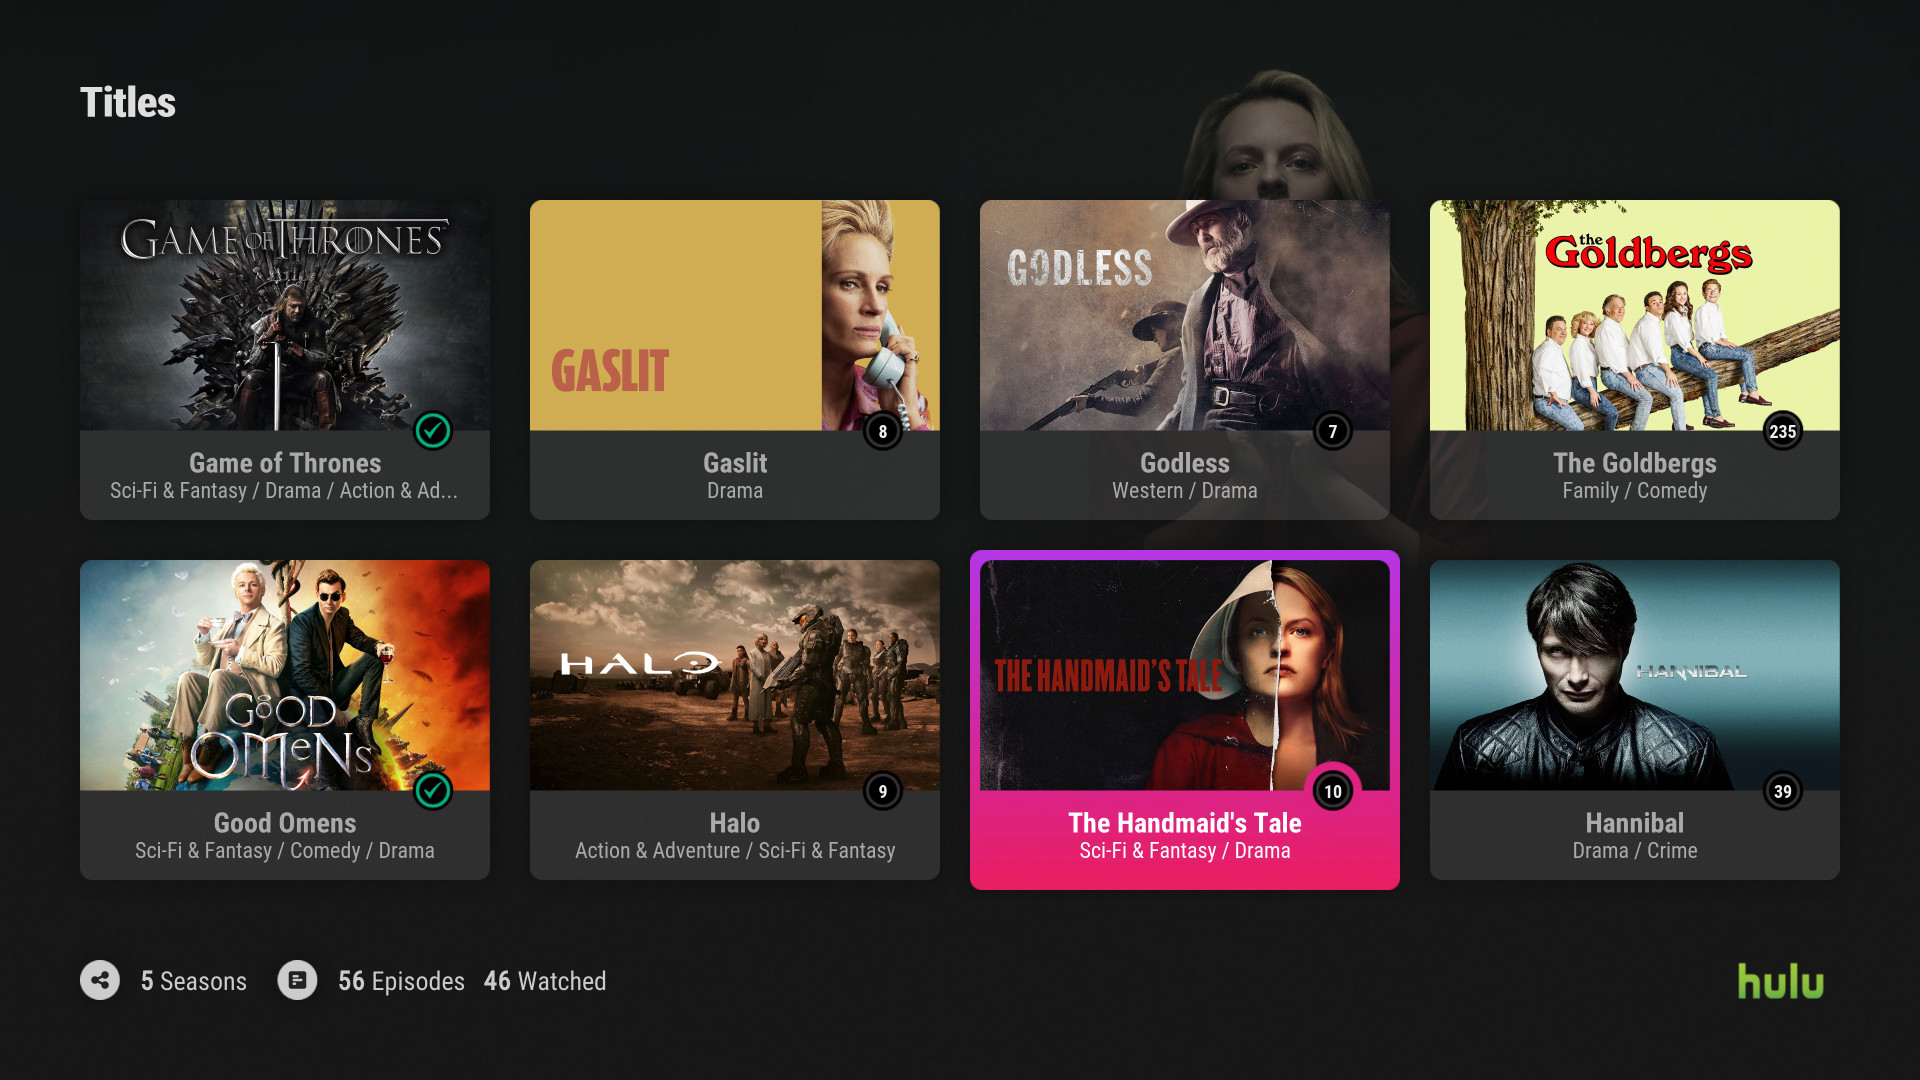 Titles
GAME OF THRONES
GASLIT
GODLESS
the
Goldbergs
8
7
235
Game of Thrones
Gaslit
Godless
The Goldbergs
Sci-Fi & Fantasy / Drama / Action & Ad...
Drama
Western / Drama
Family / Comedy
GOOD
OMENS
HALO
THE HANDMAID'S TALE
HANNIBAL
9
10
39
Good Omens
Halo
The Handmaid's Tale
Hannibal
Sci-Fi & Fantasy / Comedy / Drama
Action & Adventure / Sci-Fi & Fantasy
Sci-Fi & Fantasy / Drama
Drama / Crime
5 Seasons
56 Episodes
46 Watched
hulu